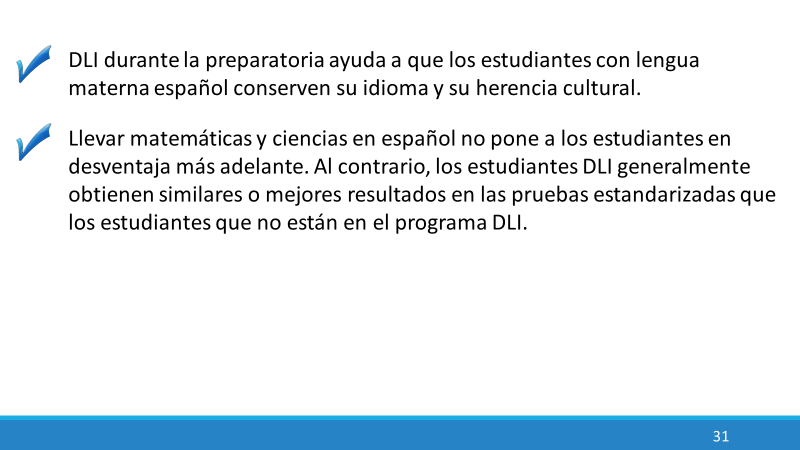 DLI durante la preparatoria ayuda a que los estudiantes con lengua
materna español conserven su idioma y su herencia cultural.
Llevar matemáticas y ciencias en español no pone a los estudiantes en
desventaja más adelante. Al contrario, los estudiantes DLI generalmente
obtienen similares o mejores resultados en las pruebas estandarizadas que
los estudiantes que no están en el programa DLI.
31